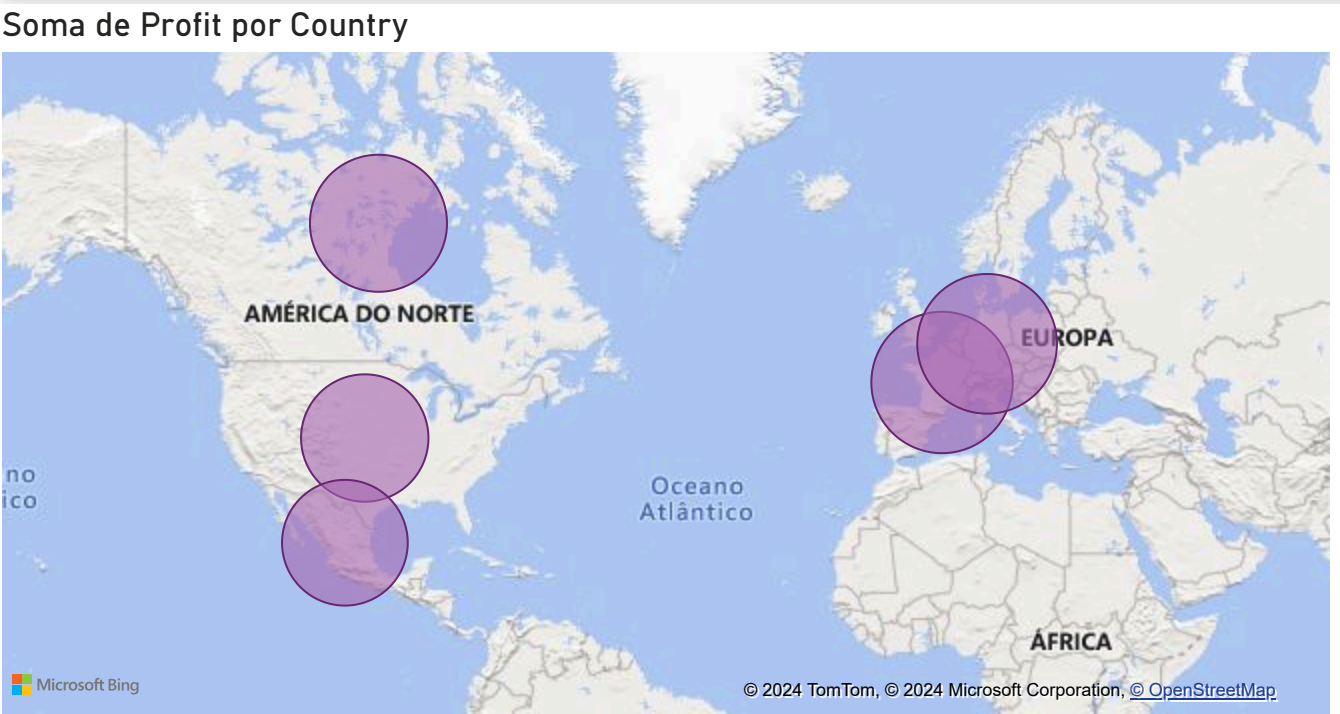 Soma de Profit por Country
AMÉRICA DO NORTE
EUROPA
no
ico
Oceano
Atlântico
ÁFRICA
Microsoft Bing
© 2024 TomTom, © 2024 Microsoft Corporation, © OpenStreetMap